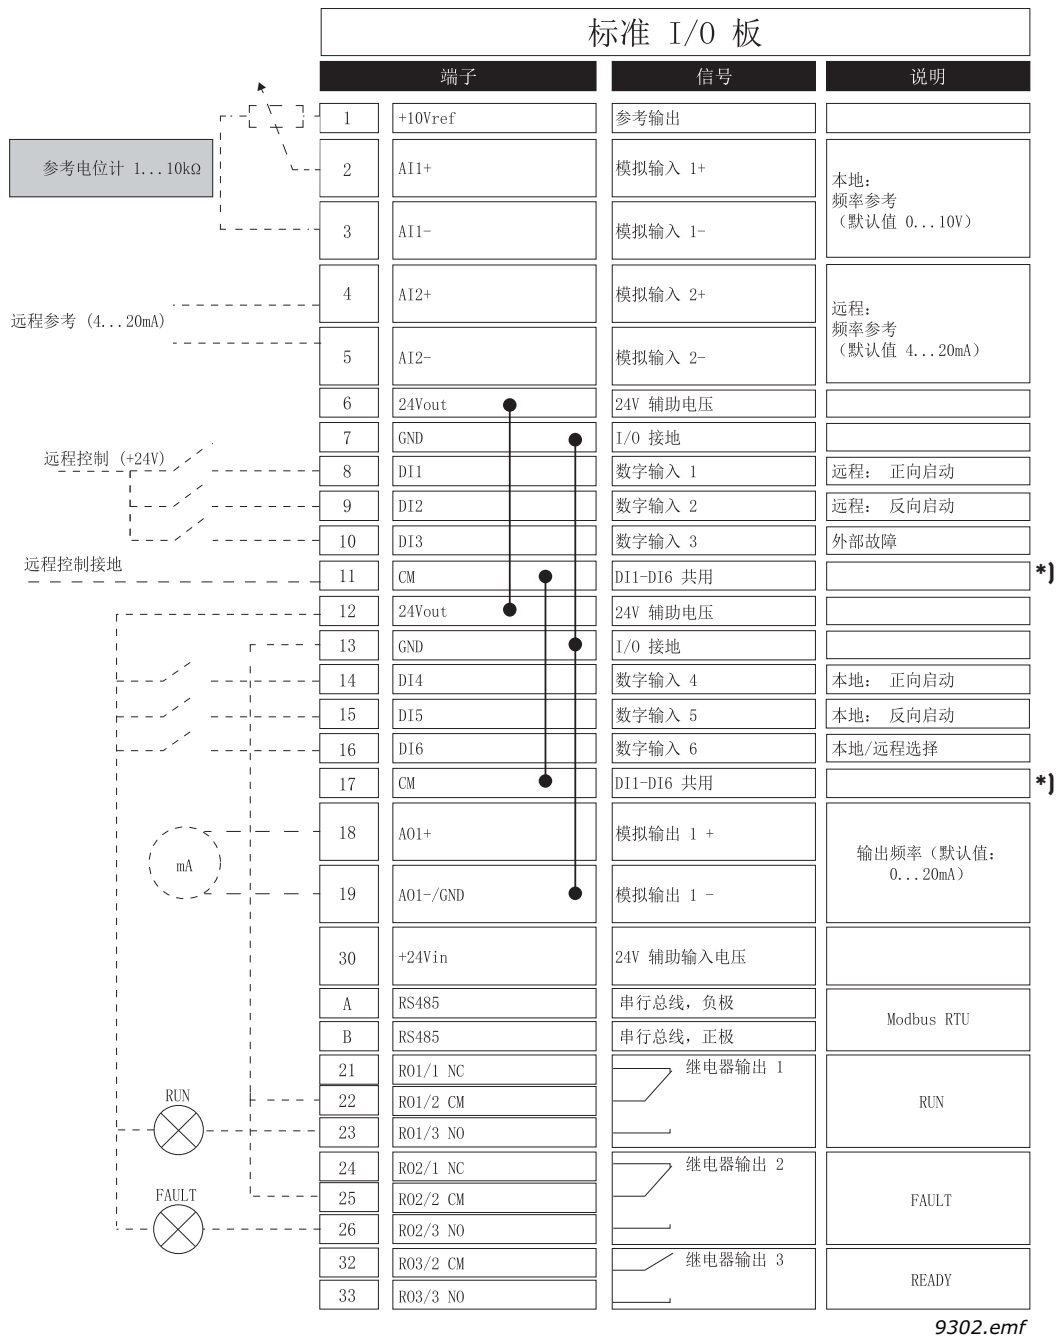 标准 I/O 板
端子 信号 说明
1 +10Vref 参考输出
参考电位计 1...10kΩ
2 AI1+ 模拟输入 1+
3 AI1- 模拟输入 1-
本地：
频率参考
（默认值 0...10V）
4 AI2+ 模拟输入 2+
远程参考 (4...20mA)
5 AI2- 模拟输入 2-
远程：
频率参考
（默认值 4...20mA）
6 24Vout 24V 辅助电压
7 GND I/O 接地
远程控制 (+24V)
8 DI1 数字输入 1 远程： 正向启动
9 DI2 数字输入 2 远程： 反向启动
10 DI3 数字输入 3 外部故障
远程控制接地
11 CM DI1-DI6 共用 *)
12 24Vout 24V 辅助电压
13 GND I/O 接地
14 DI4 数字输入 4 本地： 正向启动
15 DI5 数字输入 5 本地： 反向启动
16 DI6 数字输入 6 本地/远程选择
17 CM DI1-DI6 共用 *)
18 AO1+ 模拟输出 1 +
mA
19 AO1-/GND 模拟输出 1 -
输出频率（默认值：
0...20mA）
30 +24Vin 24V 辅助输入电压
A RS485 串行总线，负极
B RS485 串行总线，正极
Modbus RTU
21 RO1/1 NC 继电器输出 1
RUN
22 RO1/2 CM RUN
23 RO1/3 NO
24 RO2/1 NC 继电器输出 2
FAULT
25 RO2/2 CM FAULT
26 RO2/3 NO
32 RO3/2 CM 继电器输出 3
READY
33 RO3/3 NO
9302.emf